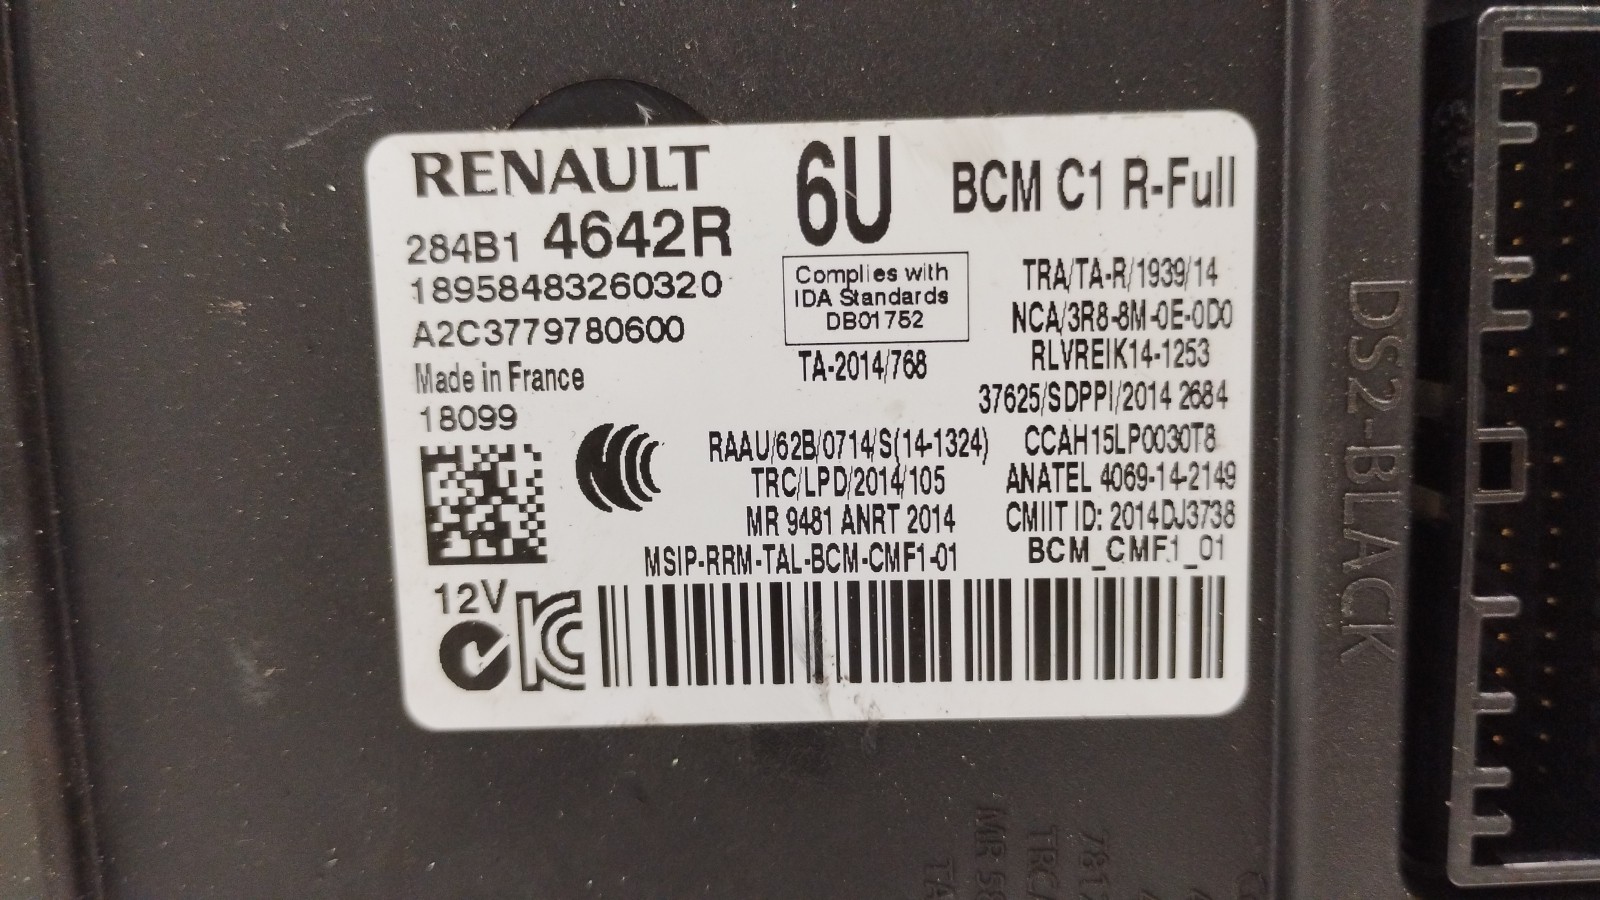 RENAULT
284B1 4642R
18958483260320
A2C3779780600
Made in France
18099
6U
BCM C1 R-Full
Complies with
IDA Standards
DB01752
TA-2014/768
TRA/TA-R/1939/14
NCA/3R8-8M-0E-0D0
RLVREIK14-1253
37625/SDPPI/2014 2684
RAAU/62B/0714/S(14-1324)
CCAH15LP0030T8
TRC/LPD/2014/105
ANATEL 4069-14-2149
MR 9481 ANRT 2014
CMIIT ID: 2014DJ3738
MSIP-RRM-TAL-BCM-CMF1-01
BCM_CMF1_01
12V
DS2-BLACK